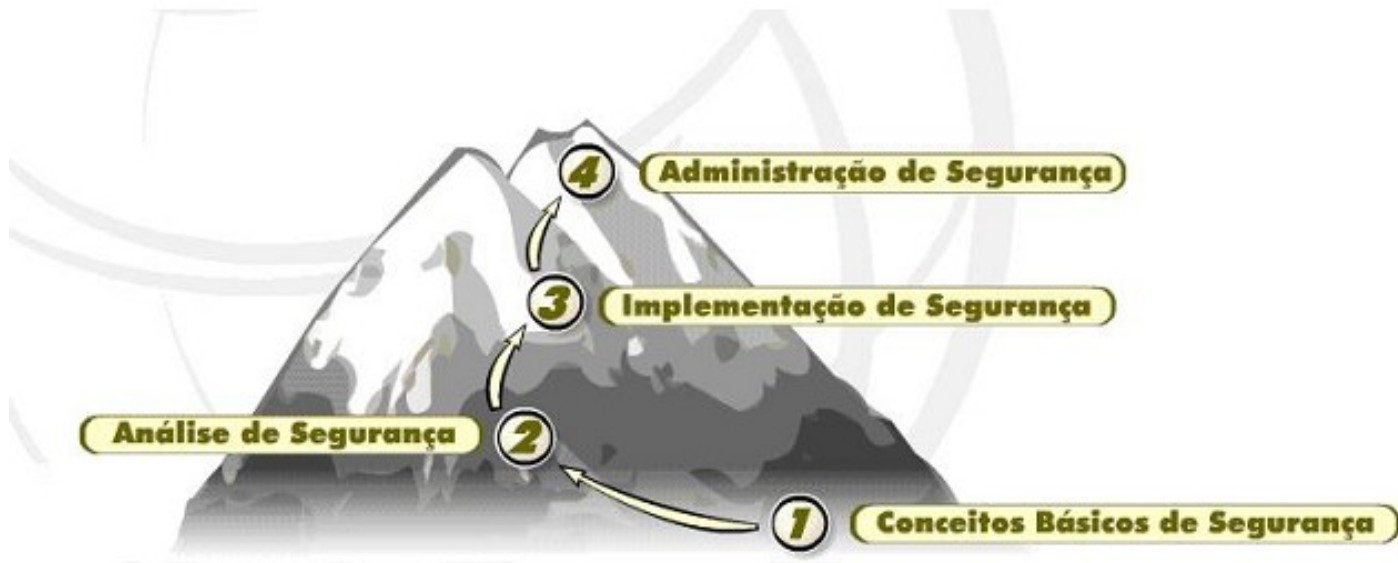 4 Administração de Segurança
3 Implementação de Segurança
Análise de Segurança 2
1 Conceitos Básicos de Segurança